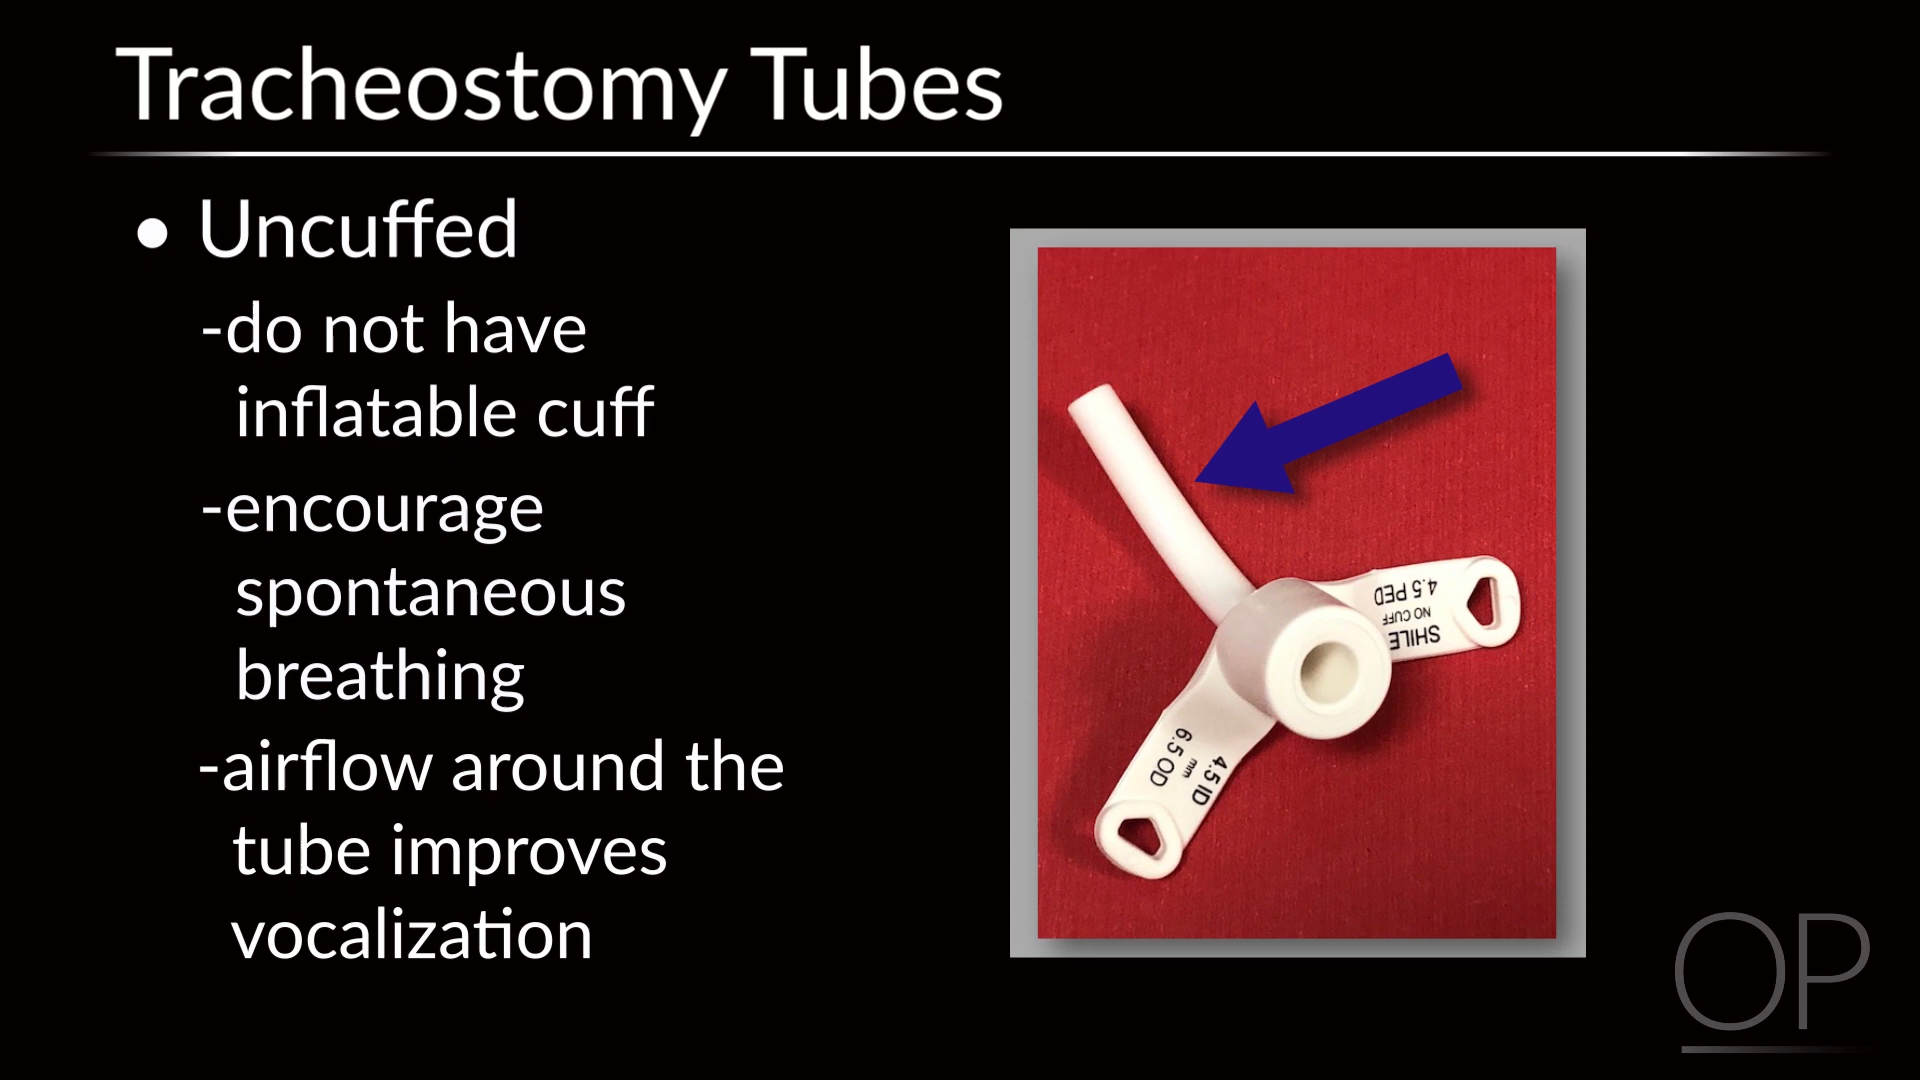 Tracheostomy Tubes
• Uncuffed
-do not have
inflatable cuff
-encourage
spontaneous
breathing
-airflow around the
tube improves
vocalization
4.5 PED
NO CUFF
SHILE
6.5 OD
mm
4.5 ID
OP